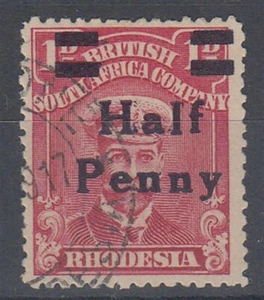 1D 1D
BRITISH
SOUTH AFRICA COMPANY
Half
Penny
RHODESIA